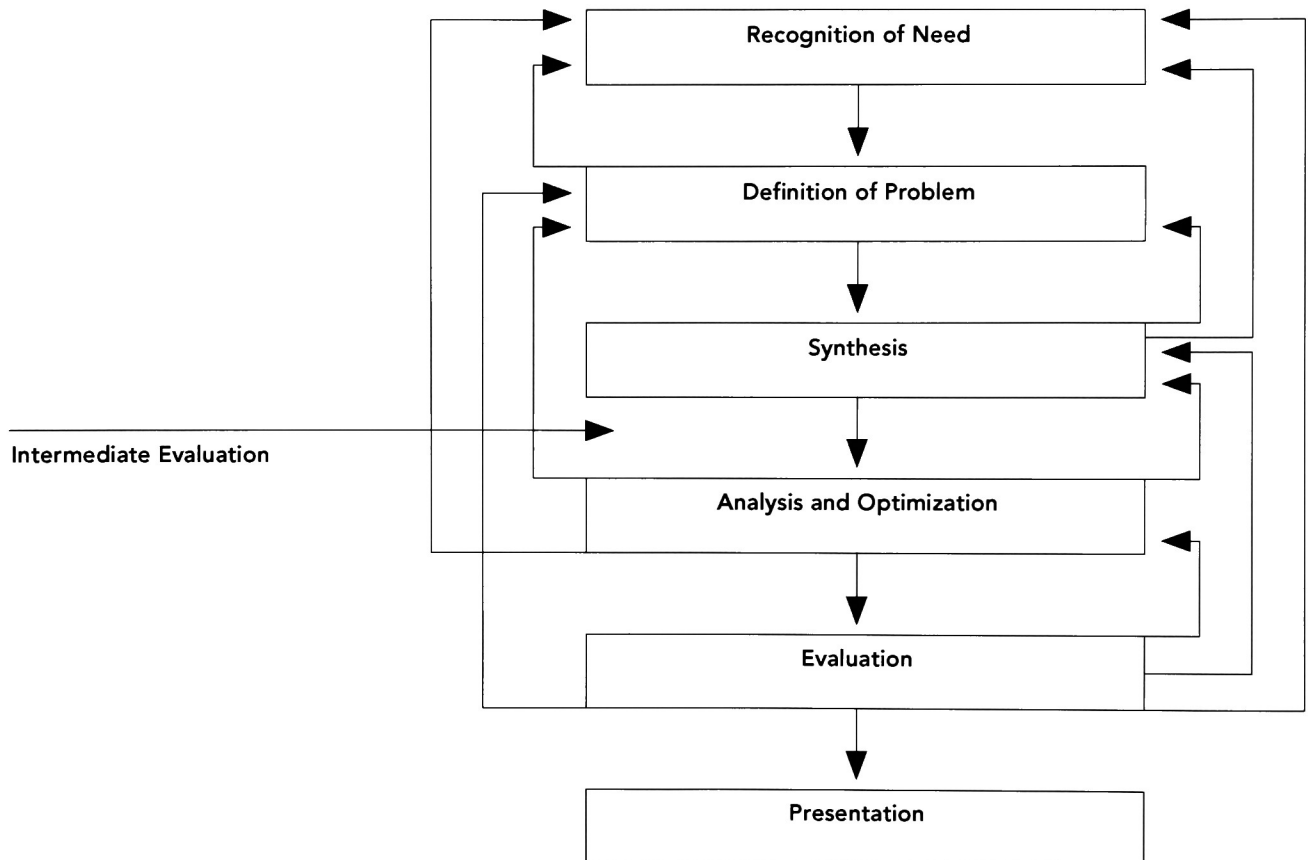 Recognition of Need
Definition of Problem
Synthesis
Intermediate Evaluation
Analysis and Optimization
Evaluation
Presentation